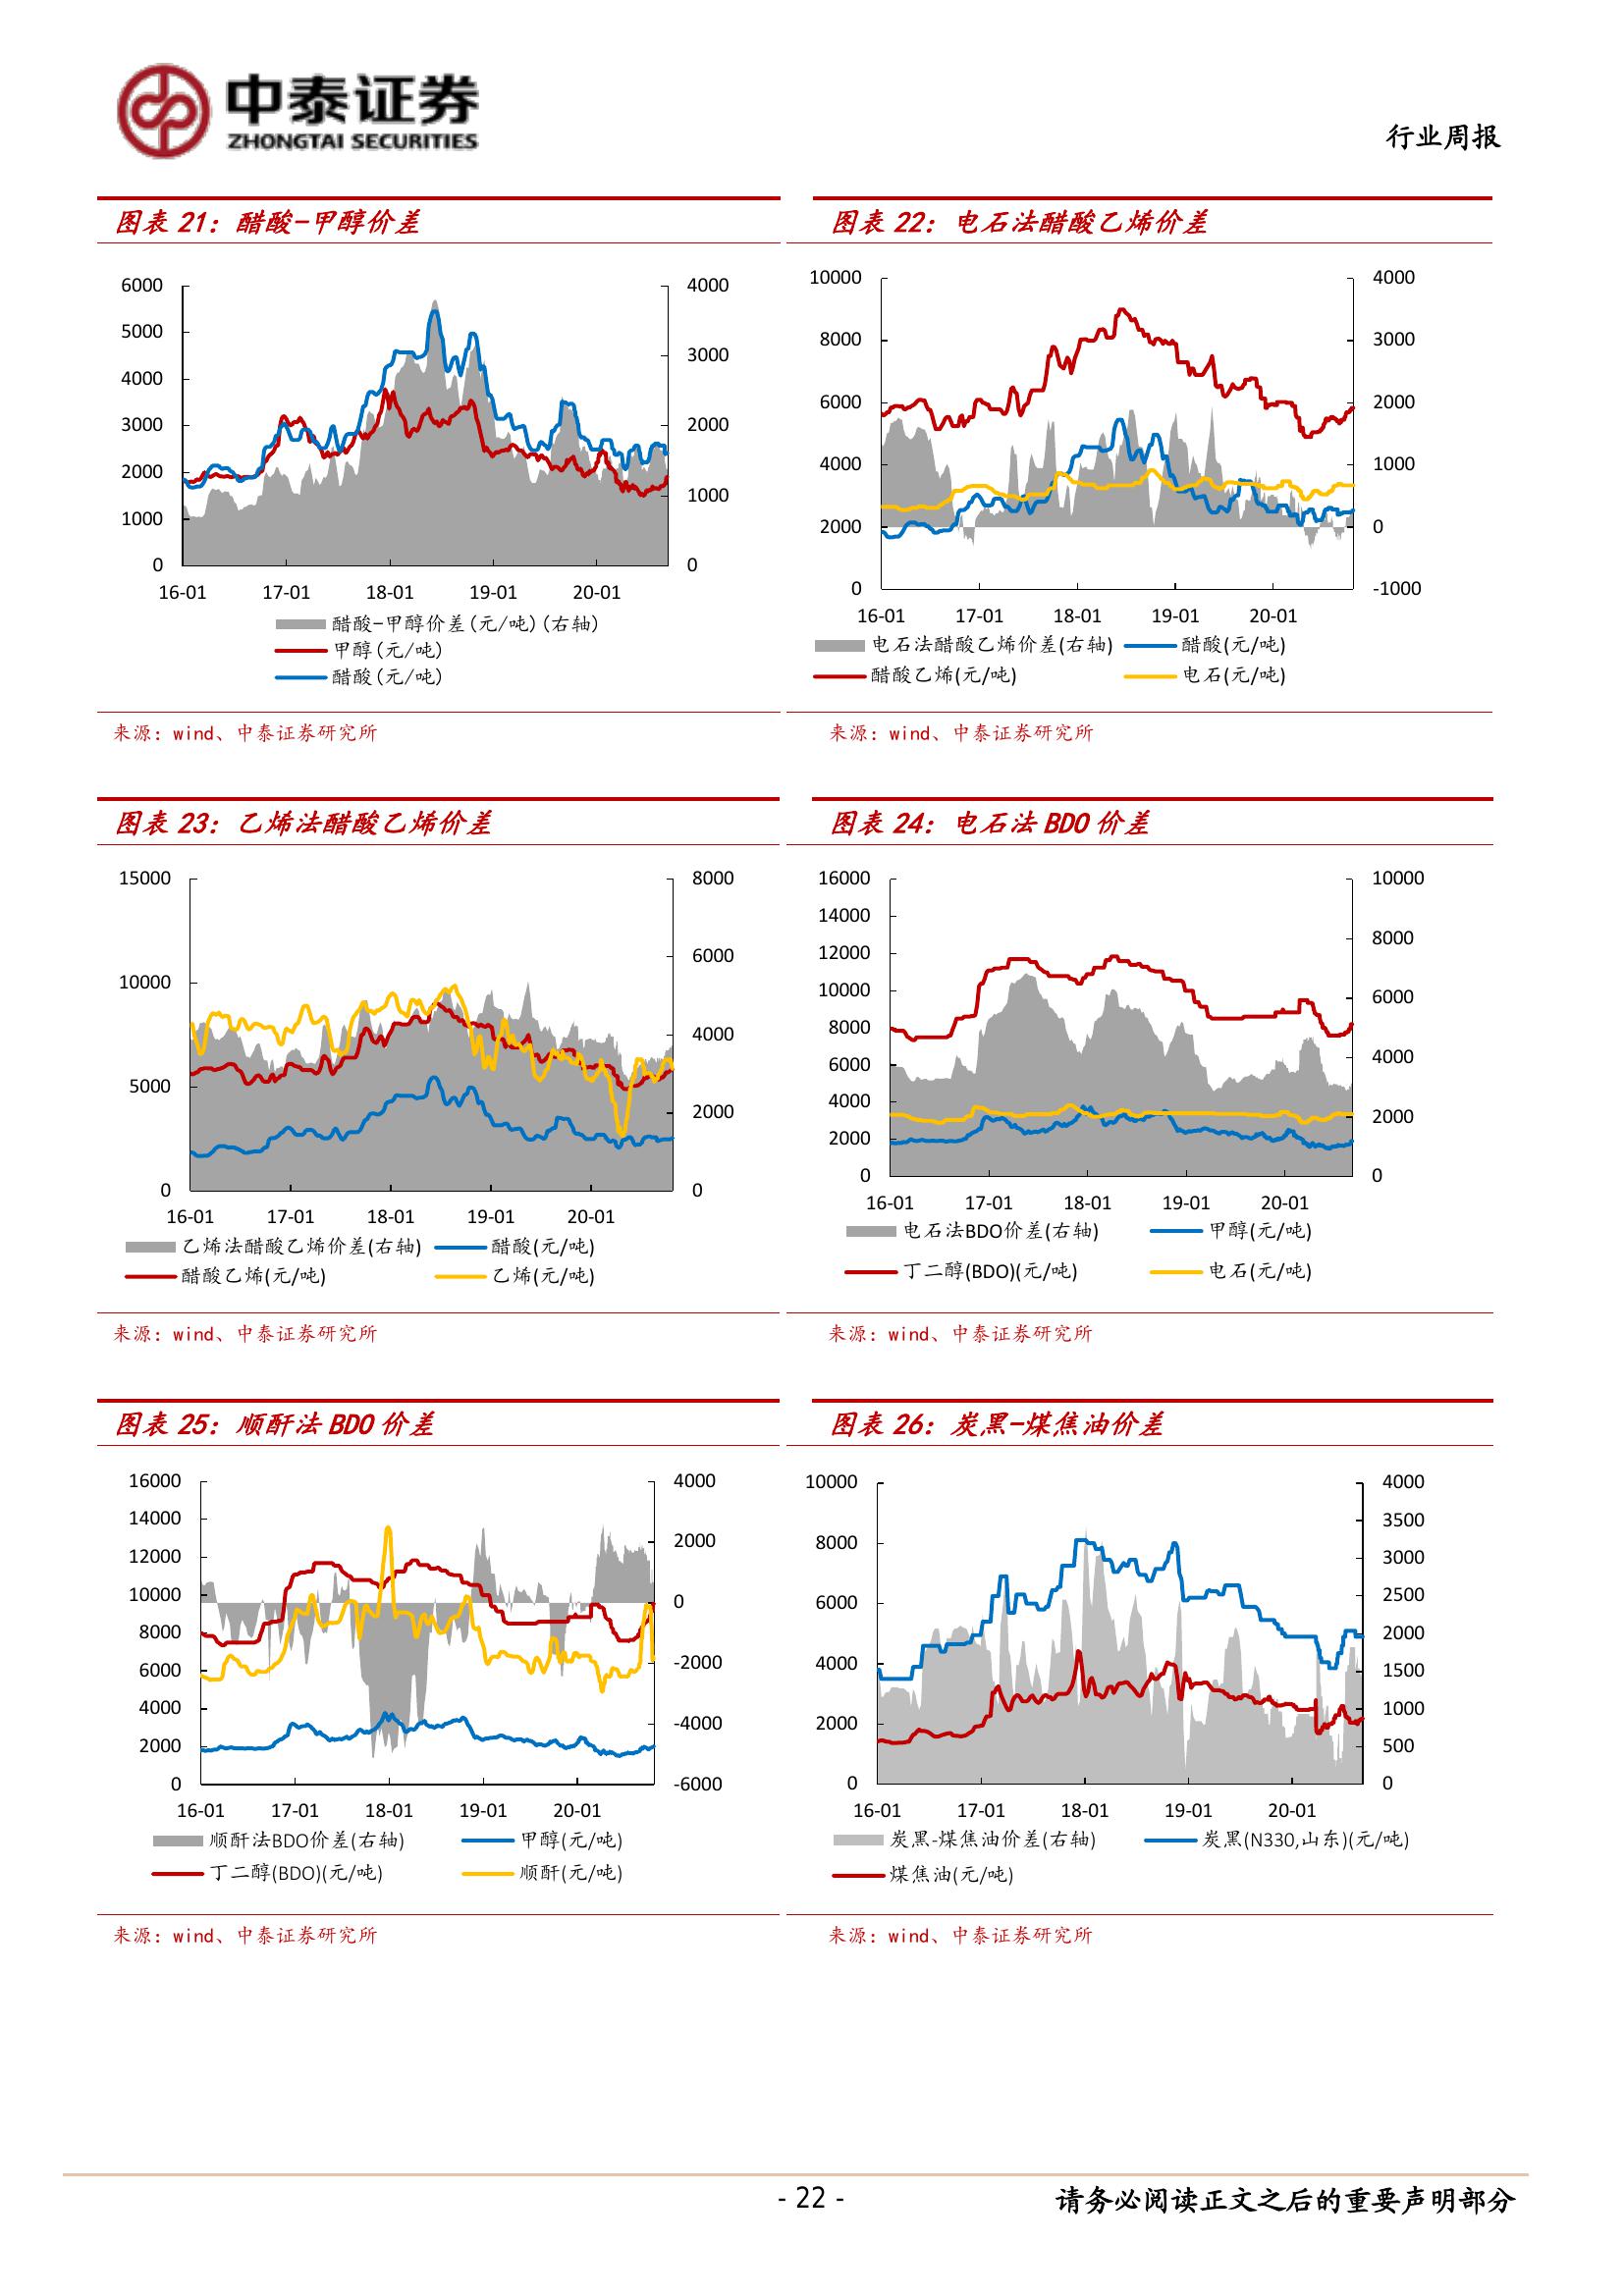 中泰证券
ZHONGTAI SECURITIES
行业周报
图表 21：醋酸-甲醇价差
6000
5000
4000
3000
2000
1000
0
4000
3000
2000
1000
0
16-01 17-01 18-01 19-01 20-01
醋酸-甲醇价差(元/吨)(右轴)
甲醇(元/吨)
醋酸(元/吨)
来源：wind、中泰证券研究所
图表 22：电石法醋酸乙烯价差
10000
8000
6000
4000
2000
0
4000
3000
2000
1000
0
-1000
16-01 17-01 18-01 19-01 20-01
电石法醋酸乙烯价差(右轴) 醋酸(元/吨)
醋酸乙烯(元/吨) 电石(元/吨)
来源：wind、中泰证券研究所
图表 23：乙烯法醋酸乙烯价差
15000
10000
5000
0
8000
6000
4000
2000
0
16-01 17-01 18-01 19-01 20-01
乙烯法醋酸乙烯价差(右轴) 醋酸(元/吨)
醋酸乙烯(元/吨) 乙烯(元/吨)
来源：wind、中泰证券研究所
图表 24：电石法 BDO 价差
16000
14000
12000
10000
8000
6000
4000
2000
0
10000
8000
6000
4000
2000
0
16-01 17-01 18-01 19-01 20-01
电石法BDO价差(右轴) 甲醇(元/吨)
丁二醇(BDO)(元/吨) 电石(元/吨)
来源：wind、中泰证券研究所
图表 25：顺酐法 BDO 价差
16000
14000
12000
10000
8000
6000
4000
2000
0
4000
2000
0
-2000
-4000
-6000
16-01 17-01 18-01 19-01 20-01
顺酐法BDO价差(右轴) 甲醇(元/吨)
丁二醇(BDO)(元/吨) 顺酐(元/吨)
来源：wind、中泰证券研究所
图表 26：炭黑-煤焦油价差
10000
8000
6000
4000
2000
0
4000
3500
3000
2500
2000
1500
1000
500
0
16-01 17-01 18-01 19-01 20-01
炭黑-煤焦油价差(右轴) 炭黑(N330,山东)(元/吨)
煤焦油(元/吨)
来源：wind、中泰证券研究所
- 22 -
请务必阅读正文之后的重要声明部分